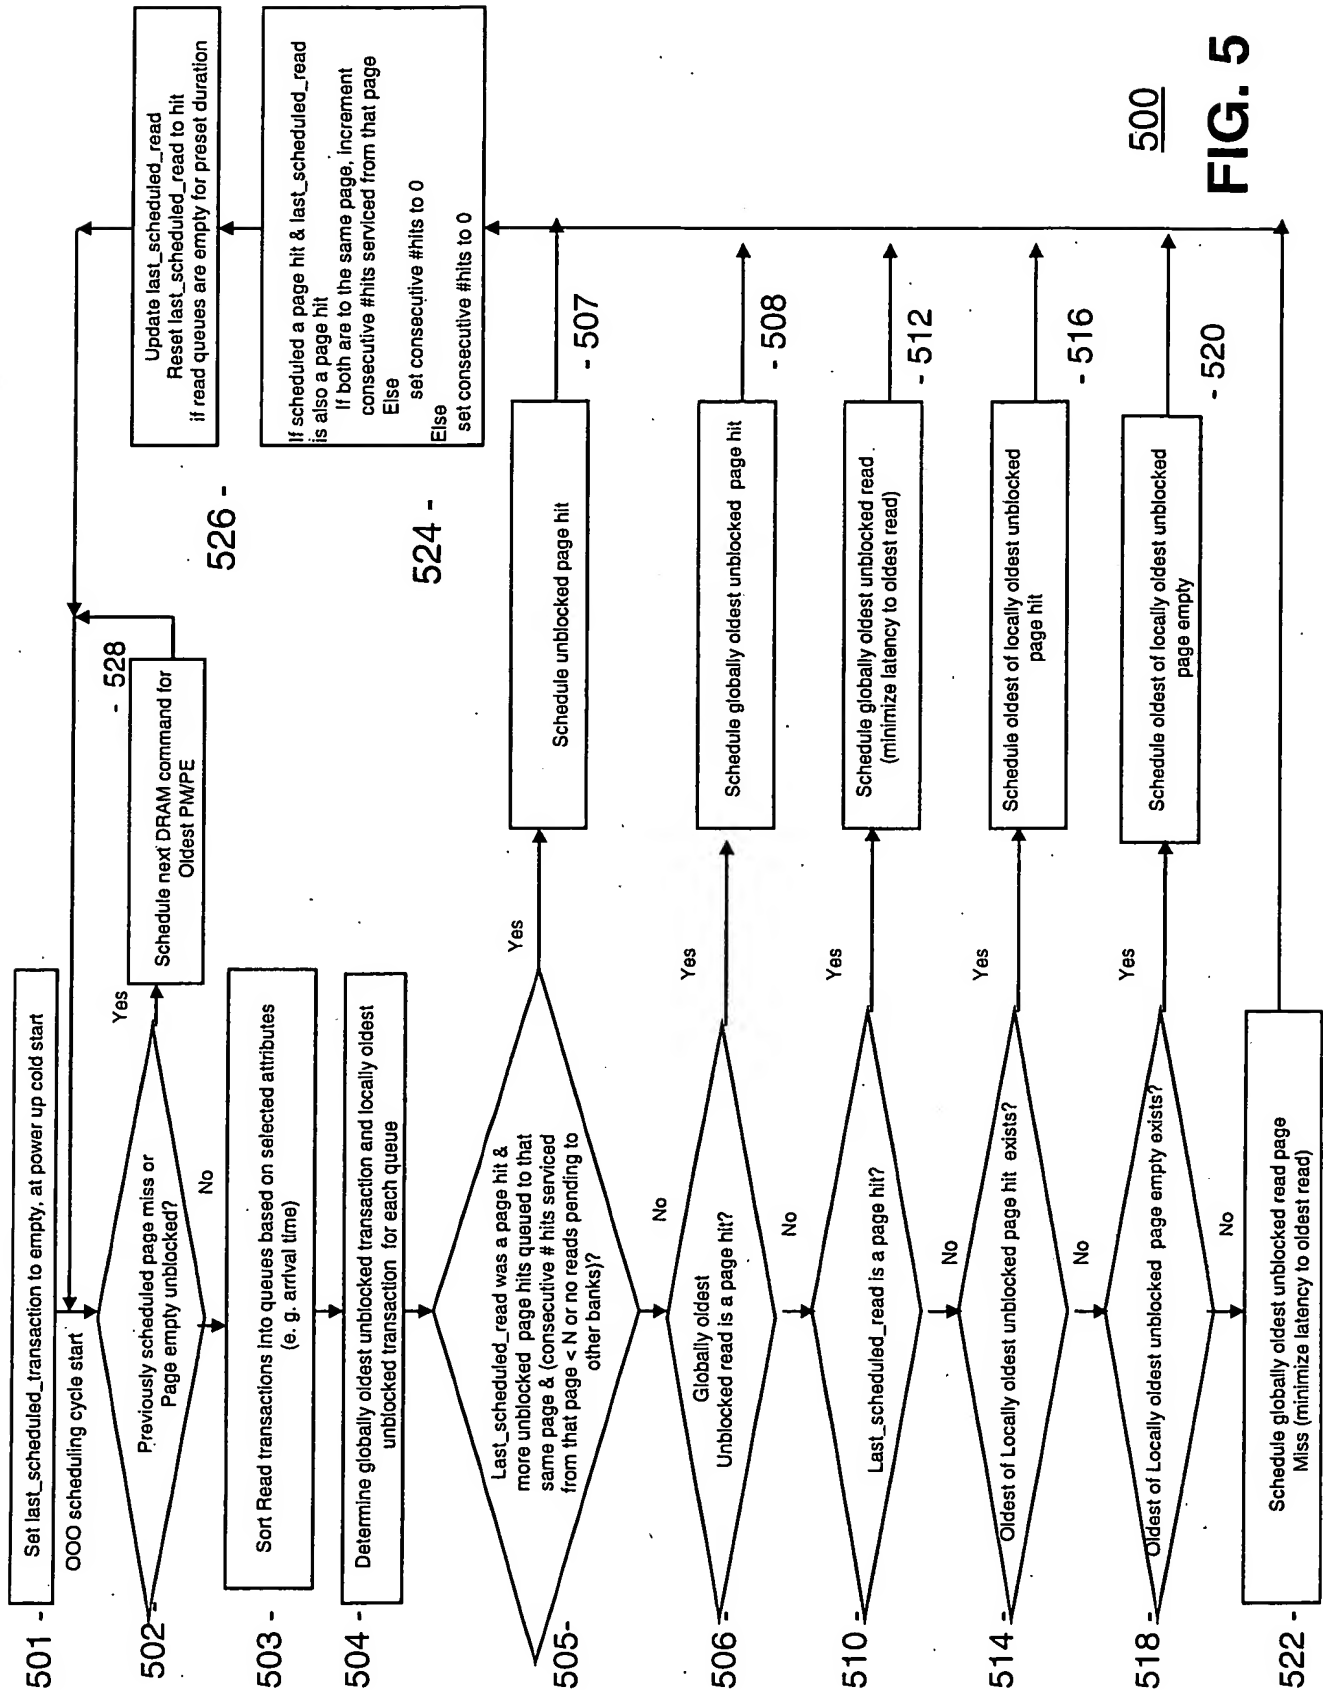 501 -
Set last_scheduled_transaction to empty, at power up cold start
OOO scheduling cycle start
502 -
Previously scheduled page miss or
Page empty unblocked?
Yes
No
- 528
Schedule next DRAM command for
Oldest PM/PE
503 -
Sort Read transactions into queues based on selected attributes
(e. g. arrival time)
504 -
Determine globally oldest unblocked transaction and locally oldest
unblocked transaction for each queue
505-
Last_scheduled_read was a page hit &
more unblocked page hits queued to that
same page & (consecutive # hits serviced
from that page < N or no reads pending to
other banks)?
Yes
No
Schedule unblocked page hit
- 507
506 -
Globally oldest
Unblocked read is a page hit?
Yes
No
Schedule globally oldest unblocked page hit
- 508
510 -
Last_scheduled_read is a page hit?
Yes
No
Schedule globally oldest unblocked read
(minimize latency to oldest read)
- 512
514 -
Oldest of Locally oldest unblocked page hit exists?
Yes
No
Schedule oldest of locally oldest unblocked
page hit
- 516
518 -
Oldest of Locally oldest unblocked page empty exists?
Yes
No
Schedule oldest of locally oldest unblocked
page empty
- 520
522 -
Schedule globally oldest unblocked read page
Miss (minimize latency to oldest read)
524 -
If scheduled a page hit & last_scheduled_read
is also a page hit
If both are to the same page, increment
consecutive #hits serviced from that page
Else
set consecutive #hits to 0
Else
set consecutive #hits to 0
526 -
Update last_scheduled_read
Reset last_scheduled_read to hit
if read queues are empty for preset duration
500
FIG. 5